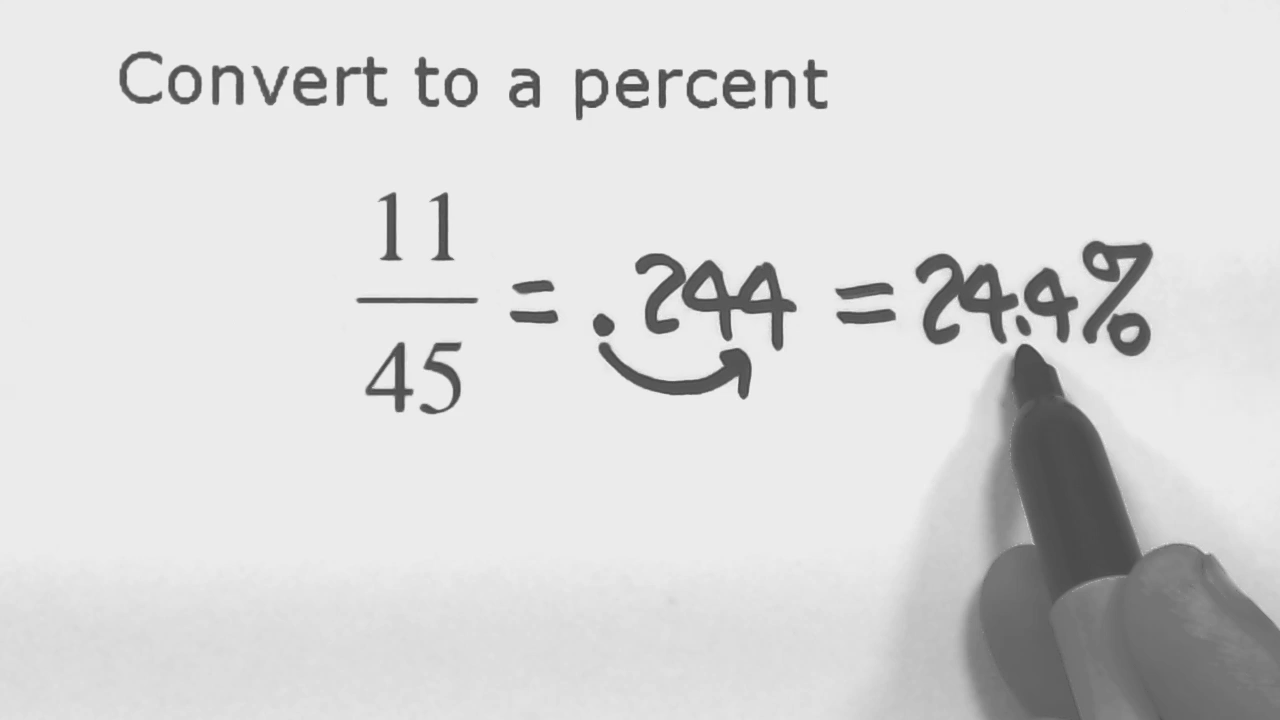 Convert to a percent
11/45 = .244 = 24.4%